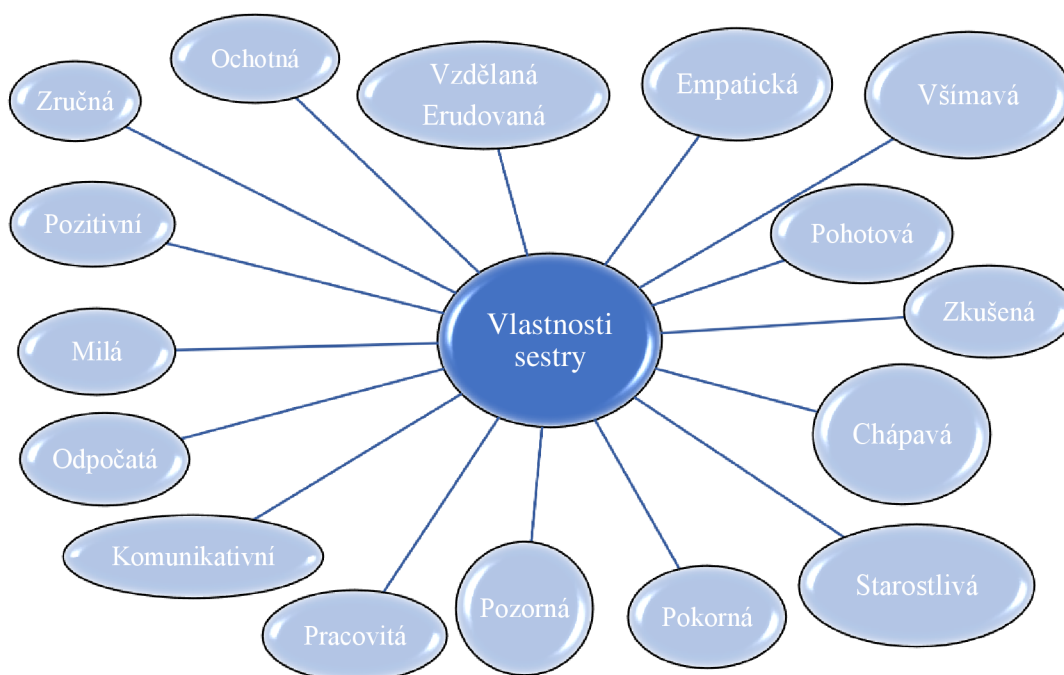 Ochotná
Vzdělaná
Erudovaná
Empatická
Všímavá
Zručná
Pozitivní
Pohotová
Zkušená
Vlastnosti
sestry
Milá
Chápavá
Odpočatá
Komunikativní
Starostlivá
Pracovitá
Pozorná
Pokorná